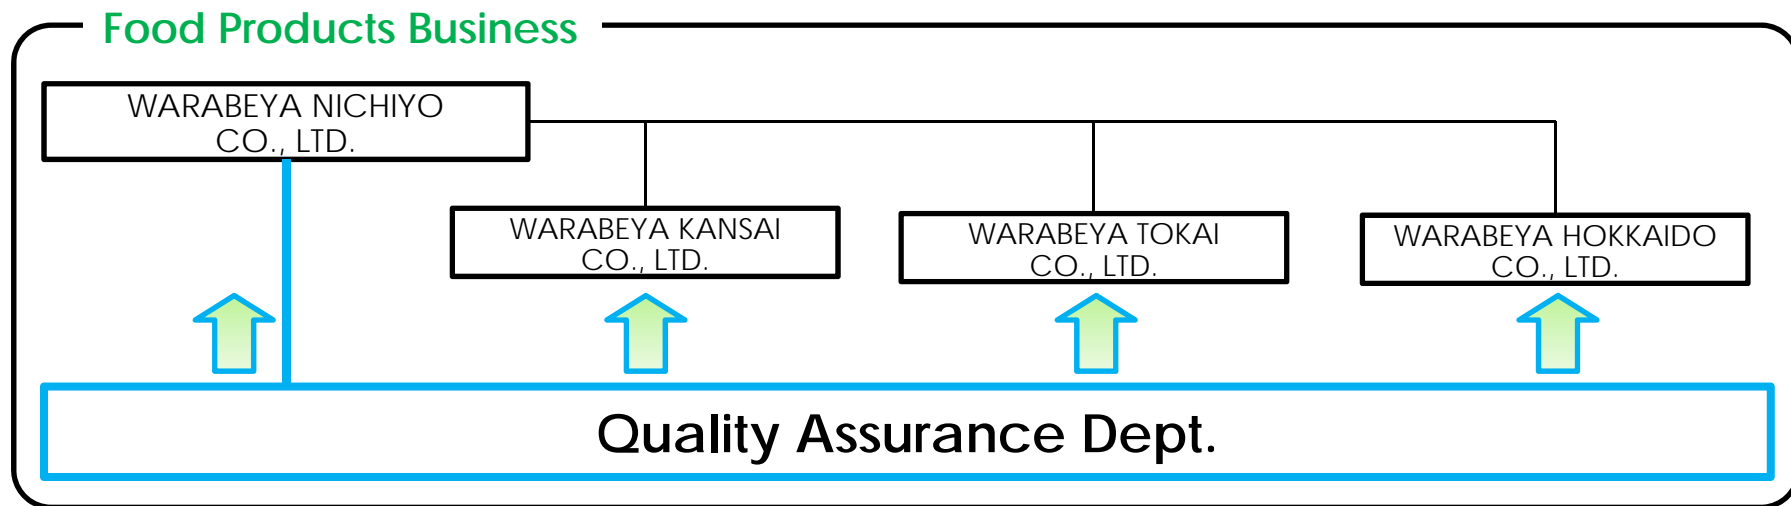 Food Products Business
WARABEYA NICHIYO
CO., LTD.
WARABEYA KANSAI
CO., LTD.
WARABEYA TOKAI
CO., LTD.
WARABEYA HOKKAIDO
CO., LTD.
Quality Assurance Dept.